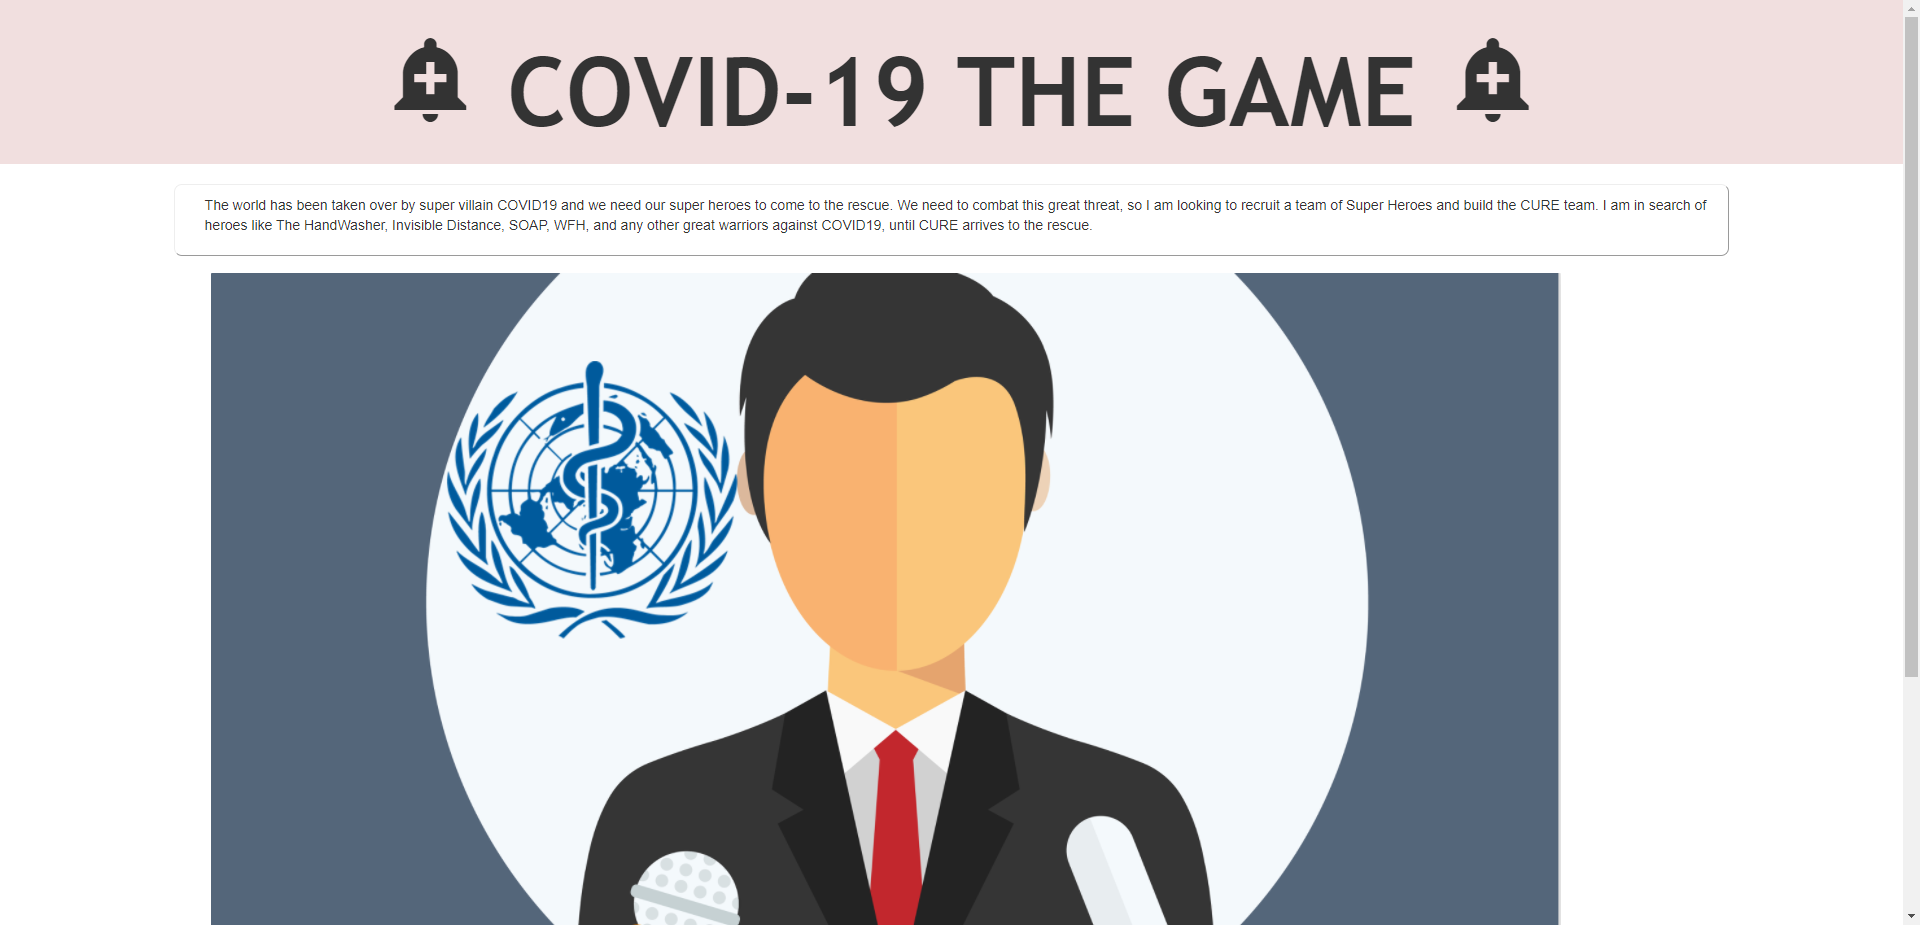 COVID-19 THE GAME
The world has been taken over by super villain COVID19 and we need our super heroes to come to the rescue. We need to combat this great threat, so I am looking to recruit a team of Super Heroes and build the CURE team. I am in search of
heroes like The HandWasher, Invisible Distance, SOAP, WFH, and any other great warriors against COVID19, until CURE arrives to the rescue.